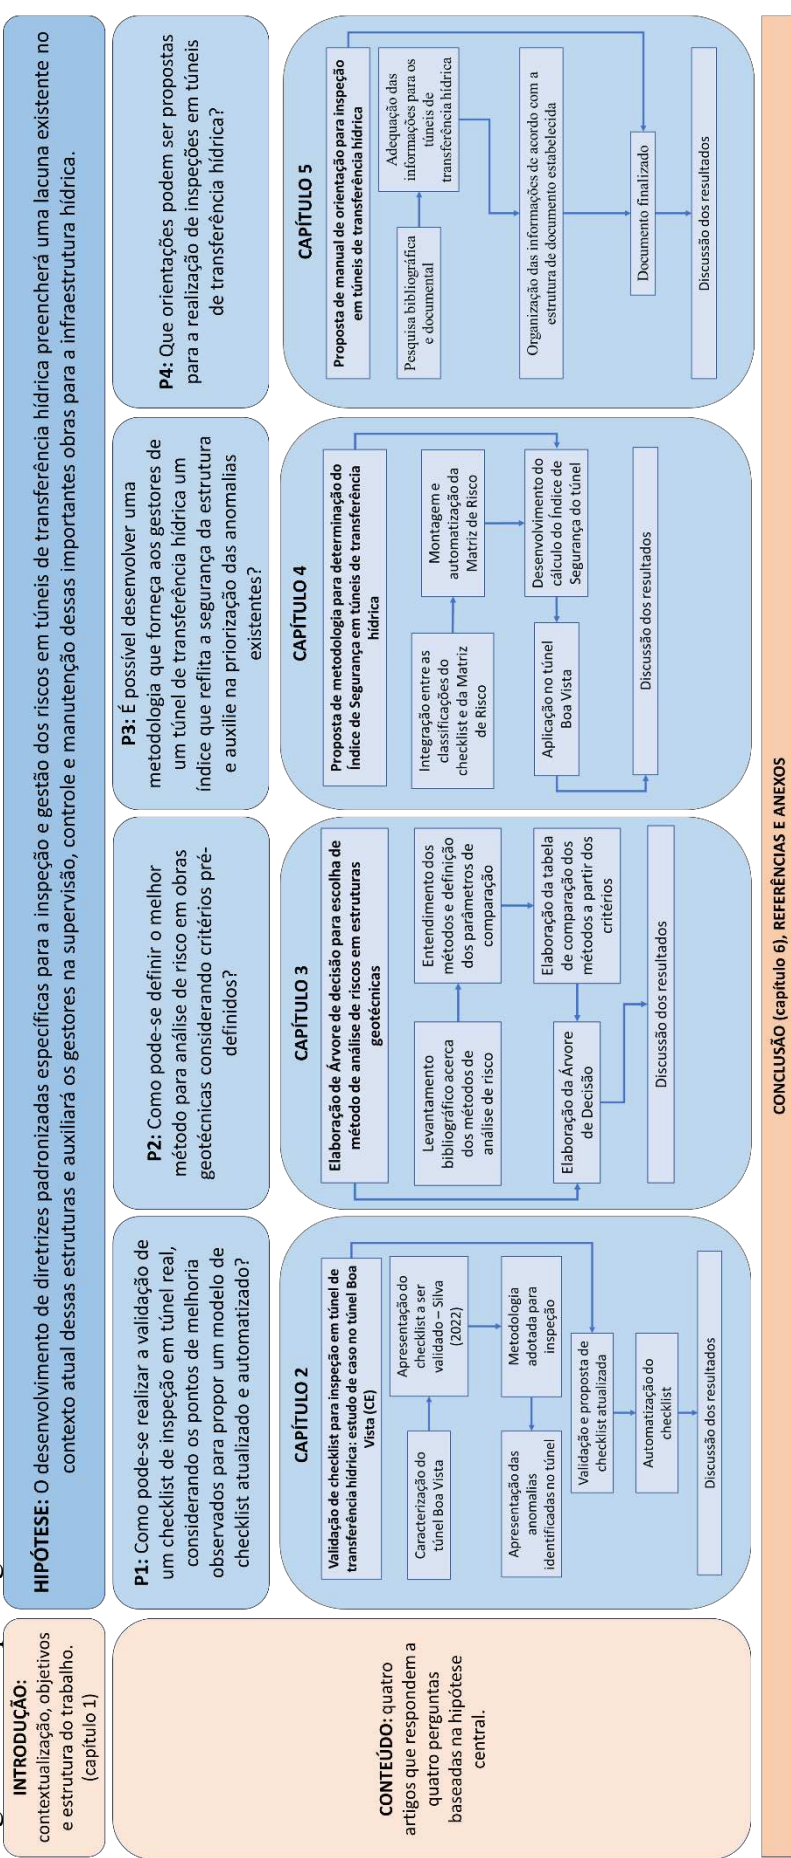 INTRODUÇÃO:
contextualização, objetivos
e estrutura do trabalho.
(capítulo 1)
HIPÓTESE: O desenvolvimento de diretrizes padronizadas específicas para a inspeção e gestão dos riscos em túneis de transferência hídrica preencherá uma lacuna existente no
contexto atual dessas estruturas e auxiliará os gestores na supervisão, controle e manutenção dessas importantes obras para a infraestrutura hídrica.
CONTEÚDO: quatro
artigos que respondem a
quatro perguntas
baseadas na hipótese
central.
P1: Como pode-se realizar a validação de
um checklist de inspeção em túnel real,
considerando os pontos de melhoria
observados para propor um modelo de
checklist atualizado e automatizado?
CAPÍTULO 2
Validação de checklist para inspeção em túnel de
transferência hídrica: estudo de caso no túnel Boa
Vista (CE)
Caracterização do
túnel Boa Vista
Apresentação do
checklist a ser
validado – Silva
(2022)
Apresentação das
anomalias
identificadas no túnel
Metodologia
adotada para
inspeção
Validação e proposta de
checklist atualizada
Automatização do
checklist
Discussão dos resultados
P2: Como pode-se definir o melhor
método para análise de risco em obras
geotécnicas considerando critérios pré-
definidos?
CAPÍTULO 3
Elaboração de Árvore de decisão para escolha de
método de análise de riscos em estruturas
geotécnicas
Levantamento
bibliográfico acerca
dos métodos de
análise de risco
Entendimento dos
métodos e definição
dos parâmetros de
comparação
Elaboração da Árvore
de Decisão
Elaboração da tabela
de comparação dos
métodos a partir dos
critérios
Discussão dos resultados
P3: É possível desenvolver uma
metodologia que forneça aos gestores de
um túnel de transferência hídrica um
índice que reflita a segurança da estrutura
e auxilie na priorização das anomalias
existentes?
CAPÍTULO 4
Proposta de metodologia para determinação do
Índice de Segurança em túneis de transferência
hídrica
Integração entre as
classificações do
checklist e da Matriz
de Risco
Montagem e
automatização da
Matriz de Risco
Aplicação no túnel
Boa Vista
Desenvolvimento do
cálculo do Índice de
Segurança do túnel
Discussão dos resultados
P4: Que orientações podem ser propostas
para a realização de inspeções em túneis
de transferência hídrica?
CAPÍTULO 5
Proposta de manual de orientação para inspeção
em túneis de transferência hídrica
Pesquisa bibliográfica
e documental
Adequação das
informações para os
túneis de
transferência hídrica
Organização das informações de acordo com a
estrutura de documento estabelecida
Documento finalizado
Discussão dos resultados
CONCLUSÃO (capítulo 6), REFERÊNCIAS E ANEXOS